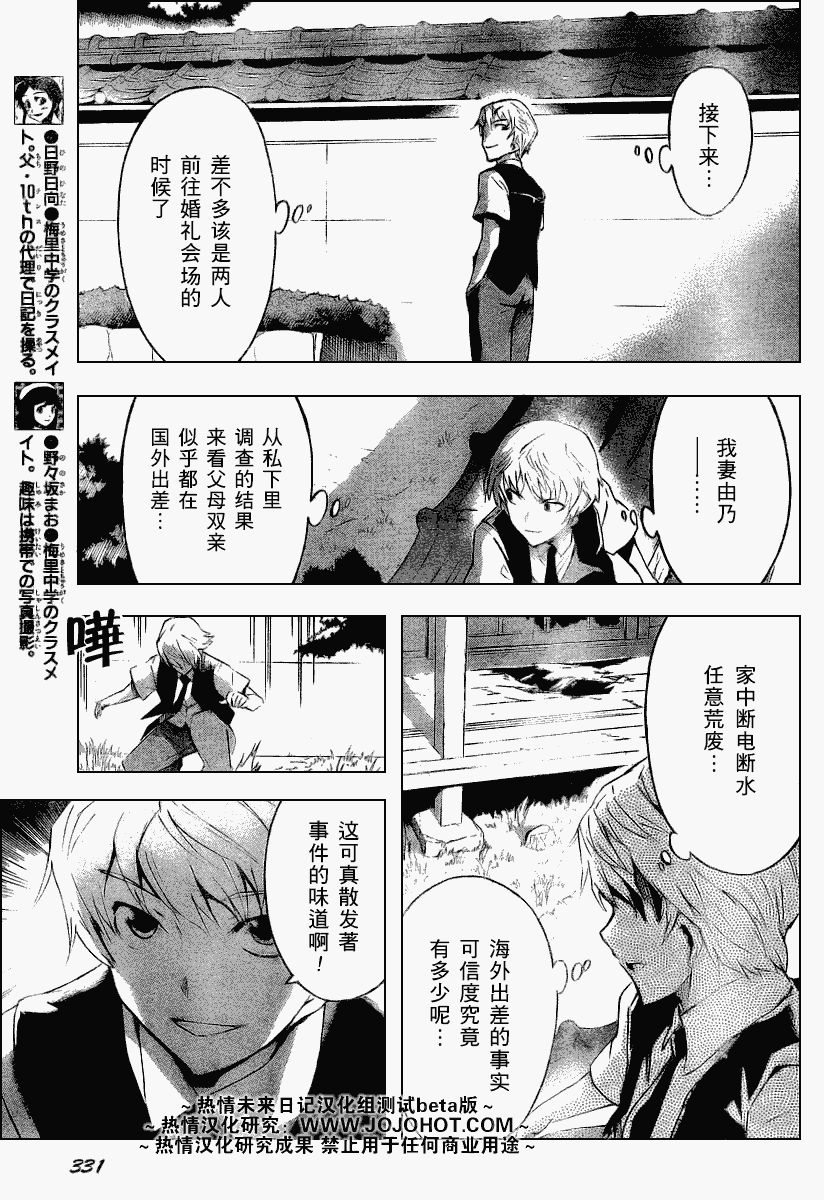 接下来…
差不多该是两人
前往婚礼会场的
时候了
我妻由乃
———……
从私下里
调查的结果
来看父母双亲
似乎都在
国外出差…
家中断电断水
任意荒废…
海外出差的事实
可信度究竟
有多少呢…
嘩
这可真散发著
事件的味道啊!
●日野日向●梅里中学のクラスメイ
ト。父・10thの代理で日記を操る。
●野々坂まお●梅里中学のクラスメ
イト。趣味は携帯での写真撮影。
~热情未来日记汉化组测试beta版~
~热情汉化研究: WWW.JOJOHOT.COM~
~热情汉化研究成果 禁止用于任何商业用途~
331